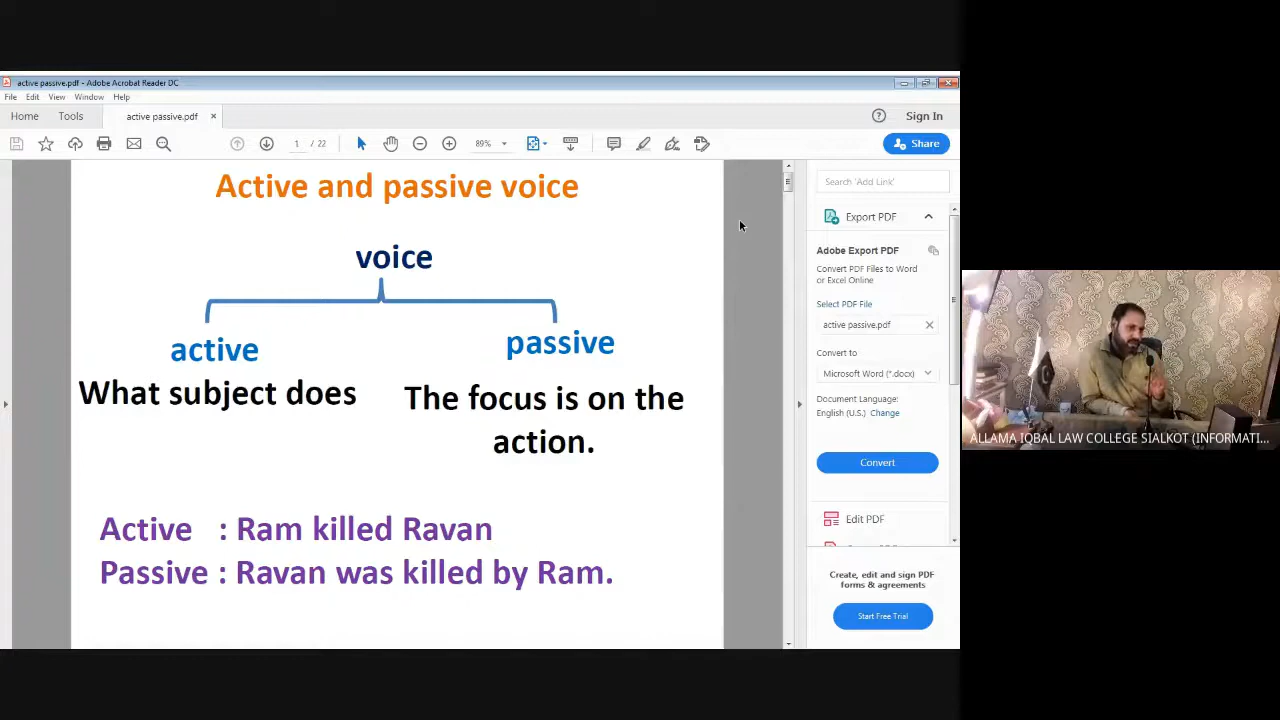 active passive.pdf - Adobe Acrobat Reader DC
File Edit View Window Help
Home Tools active passive.pdf × ? Sign In
1 / 22 89% Share
Active and passive voice
voice
active passive
What subject does
The focus is on the
action.
Active : Ram killed Ravan
Passive : Ravan was killed by Ram.
Search 'Add Link'
Export PDF
Adobe Export PDF
Convert PDF Files to Word
or Excel Online
Select PDF File
active passive.pdf
Convert to
Microsoft Word (*.docx)
Document Language:
English (U.S.) Change
Convert
Edit PDF
Create, edit and sign PDF
forms & agreements
Start Free Trial
ALLAMA IQBAL LAW COLLEGE SIALKOT (INFORMATI...